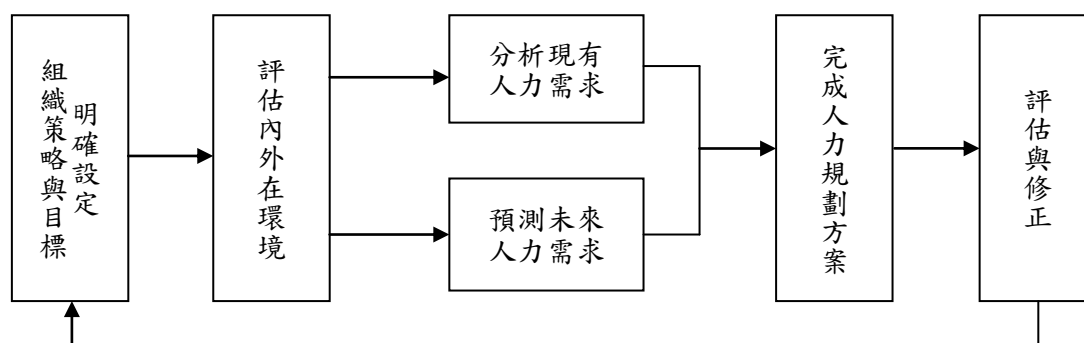 明確設定
組織策略與目標
評估內外在環境
分析現有
人力需求
預測未來
人力需求
完成人力規劃方案
評估與修正